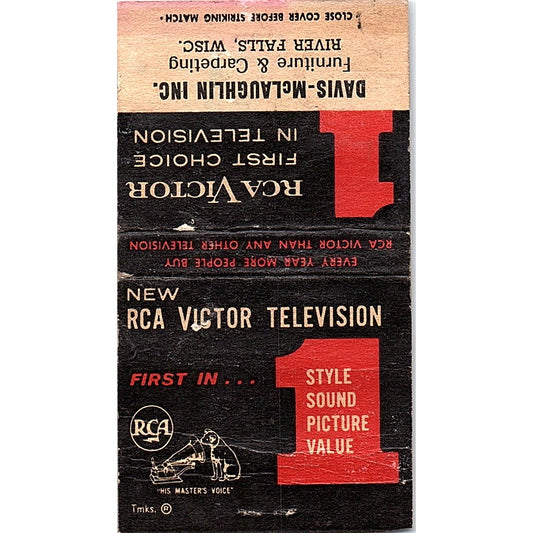 CLOSE COVER BEFORE STRIKING MATCH
DAVIS-McLAUGHLIN INC.
Furniture & Carpeting
RIVER FALLS, WISC.
RCA VICTOR
FIRST CHOICE
IN TELEVISION
1
EVERY YEAR MORE PEOPLE BUY
RCA VICTOR THAN ANY OTHER TELEVISION
NEW
RCA VICTOR TELEVISION
FIRST IN . . .
1
STYLE
SOUND
PICTURE
VALUE
RCA
"HIS MASTER'S VOICE"
Tmks. ®